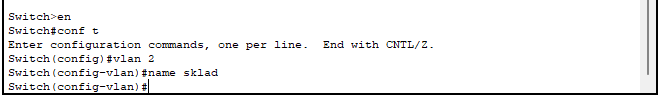 Switch>en
Switch#conf t
Enter configuration commands, one per line.  End with CNTL/Z.
Switch(config)#vlan 2
Switch(config-vlan)#name sklad
Switch(config-vlan)#